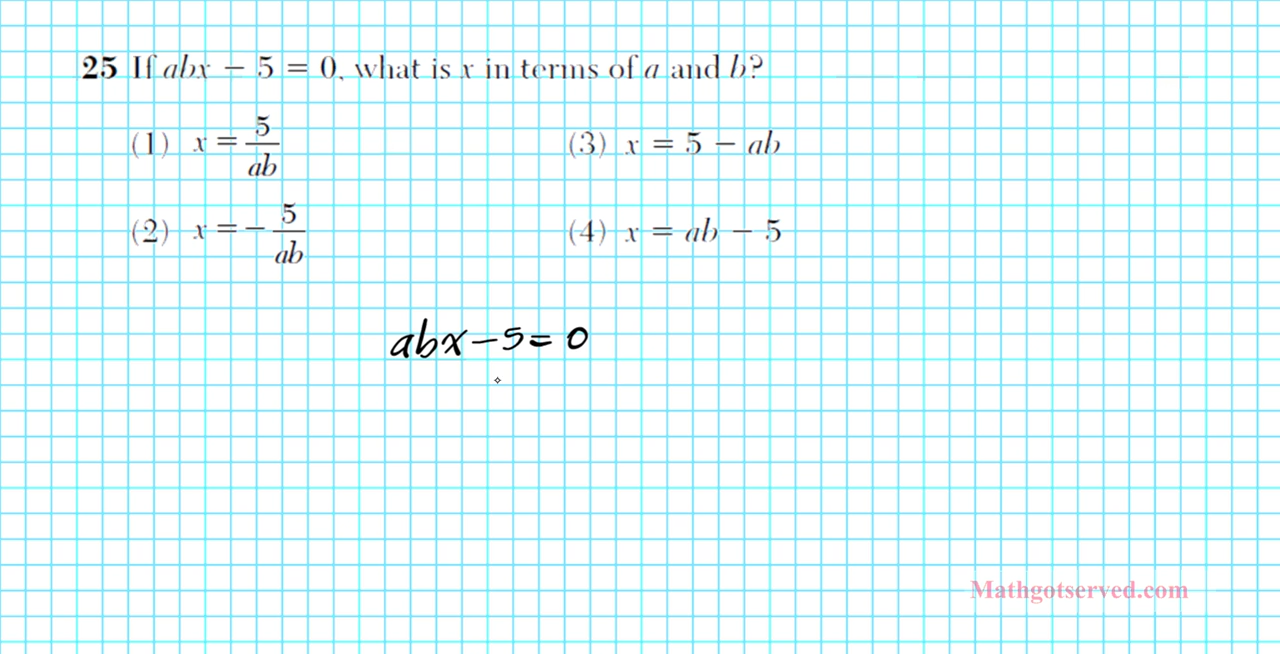 25 If abx − 5 = 0, what is x in terms of a and b?
(1) x = 5/ab
(3) x = 5 − ab
(2) x = − 5/ab
(4) x = ab − 5
abx − 5 = 0
Mathgotserved.com